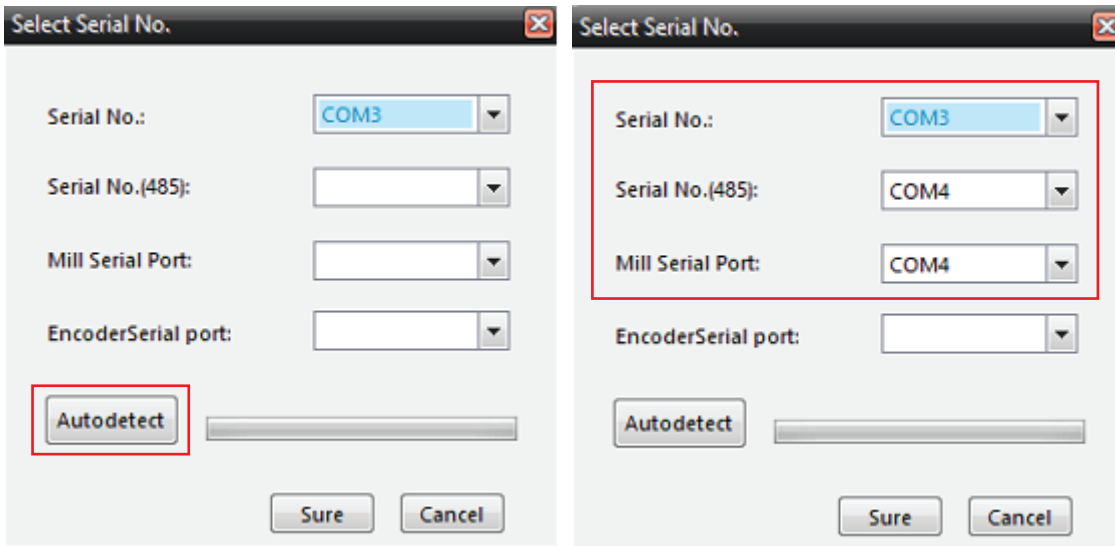 Select Serial No.
Serial No.: COM3
Serial No.(485):
Mill Serial Port:
EncoderSerial port:
Autodetect
Sure Cancel
Select Serial No.
Serial No.: COM3
Serial No.(485): COM4
Mill Serial Port: COM4
EncoderSerial port:
Autodetect
Sure Cancel